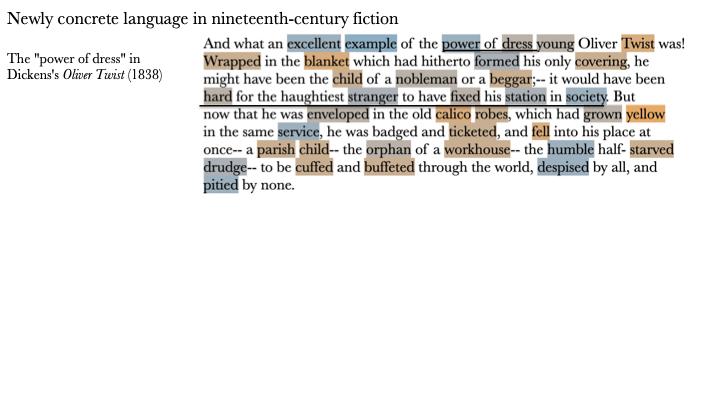 Newly concrete language in nineteenth-century fiction
The "power of dress" in
Dickens's Oliver Twist (1838)
And what an excellent example of the power of dress young Oliver Twist was!
Wrapped in the blanket which had hitherto formed his only covering, he
might have been the child of a nobleman or a beggar;-- it would have been
hard for the haughtiest stranger to have fixed his station in society. But
now that he was enveloped in the old calico robes, which had grown yellow
in the same service, he was badged and ticketed, and fell into his place at
once-- a parish child-- the orphan of a workhouse-- the humble half- starved
drudge-- to be cuffed and buffeted through the world, despised by all, and
pitied by none.